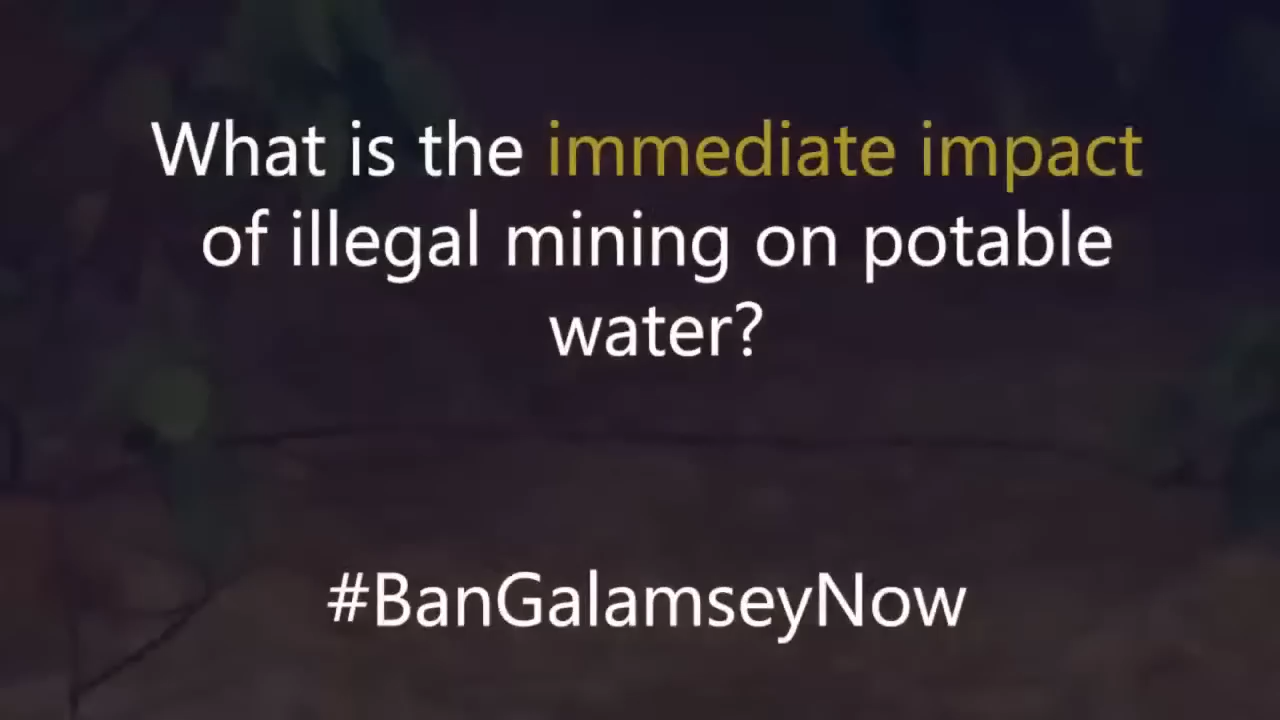 What is the immediate impact
of illegal mining on potable
water?
#BanGalamseyNow